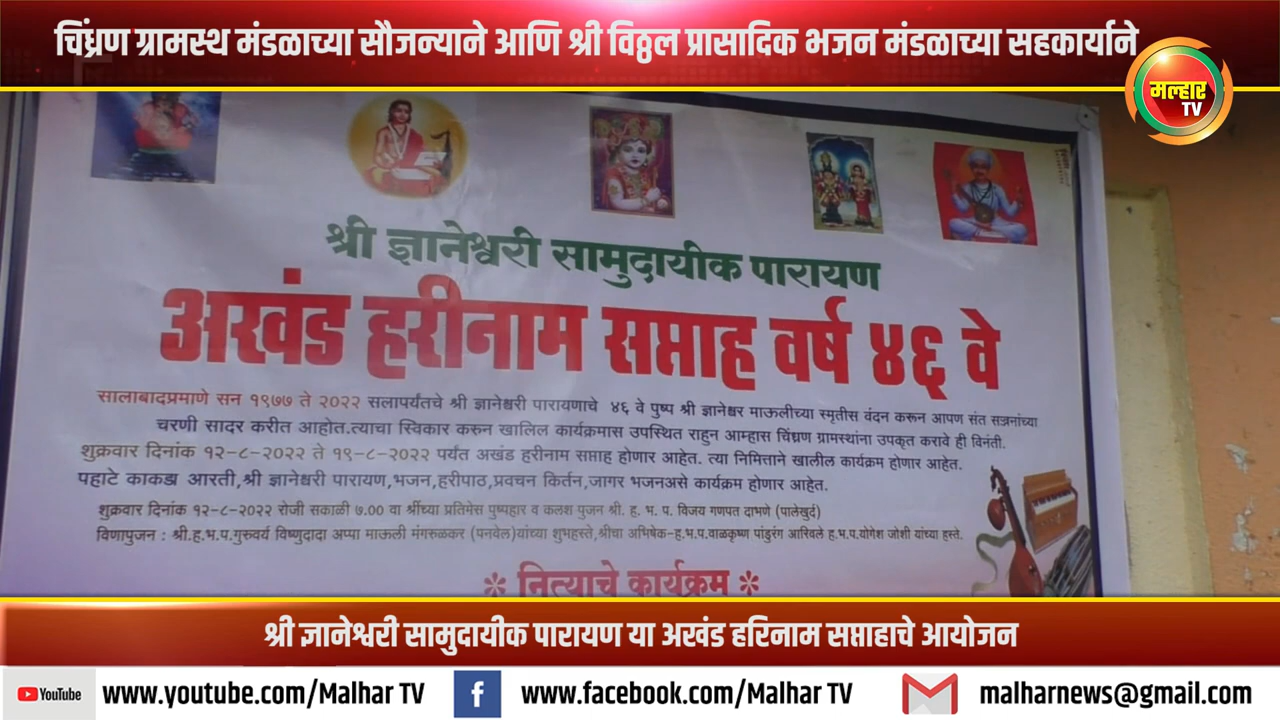 चिंध्रण ग्रामस्थ मंडळाच्या सौजन्याने आणि श्री विठ्ठल प्रासादिक भजन मंडळाच्या सहकार्याने
मल्हार
TV
श्री ज्ञानेश्वरी सामुदायीक पारायण
अखंड हरीनाम सप्ताह वर्ष ४६ वे
सालाबादप्रमाणे सन १९७७ ते २०२२ सलापर्यंतचे श्री ज्ञानेश्वरी पारायणाचे ४६ वे पुष्प श्री ज्ञानेश्वर माऊलीच्या स्मृतीस वंदन करून आपण संत सज्जनांच्या
चरणी सादर करीत आहोत.त्याचा स्विकार करुन खालिल कार्यक्रमास उपस्थित राहुन आम्हास चिंध्रण ग्रामस्थांना उपकृत करावे ही विनंती.
शुक्रवार दिनांक १२-८-२०२२ ते १९-८-२०२२ पर्यंत अखंड हरीनाम सप्ताह होणार आहेत. त्या निमित्ताने खालील कार्यक्रम होणार आहेत.
पहाटे काकडा आरती,श्री ज्ञानेश्वरी पारायण,भजन,हरीपाठ,प्रवचन किर्तन,जागर भजनअसे कार्यक्रम होणार आहेत.
शुक्रवार दिनांक १२-८-२०२२ रोजी सकाळी ७.०० वा श्रींच्या प्रतिमेस पुष्पहार व कलश पुजन श्री. ह. भ. प. विजय गणपत दाभणे (पालेखुर्द)
विणापुजन : श्री.ह.भ.प.गुरुवर्य विष्णुदादा अप्पा माऊली मंगरुळकर (पनवेल)यांच्या शुभहस्ते,श्रीचा अभिषेक-ह.भ.प.वाळकृष्ण पांडुरंग आरिवले ह.भ.प.योगेश जोशी यांच्या हस्ते.
* नित्याचे कार्यक्रम *
श्री ज्ञानेश्वरी सामुदायीक पारायण या अखंड हरिनाम सप्ताहाचे आयोजन
YouTube www.youtube.com/Malhar TV f www.facebook.com/Malhar TV malharnews@gmail.com